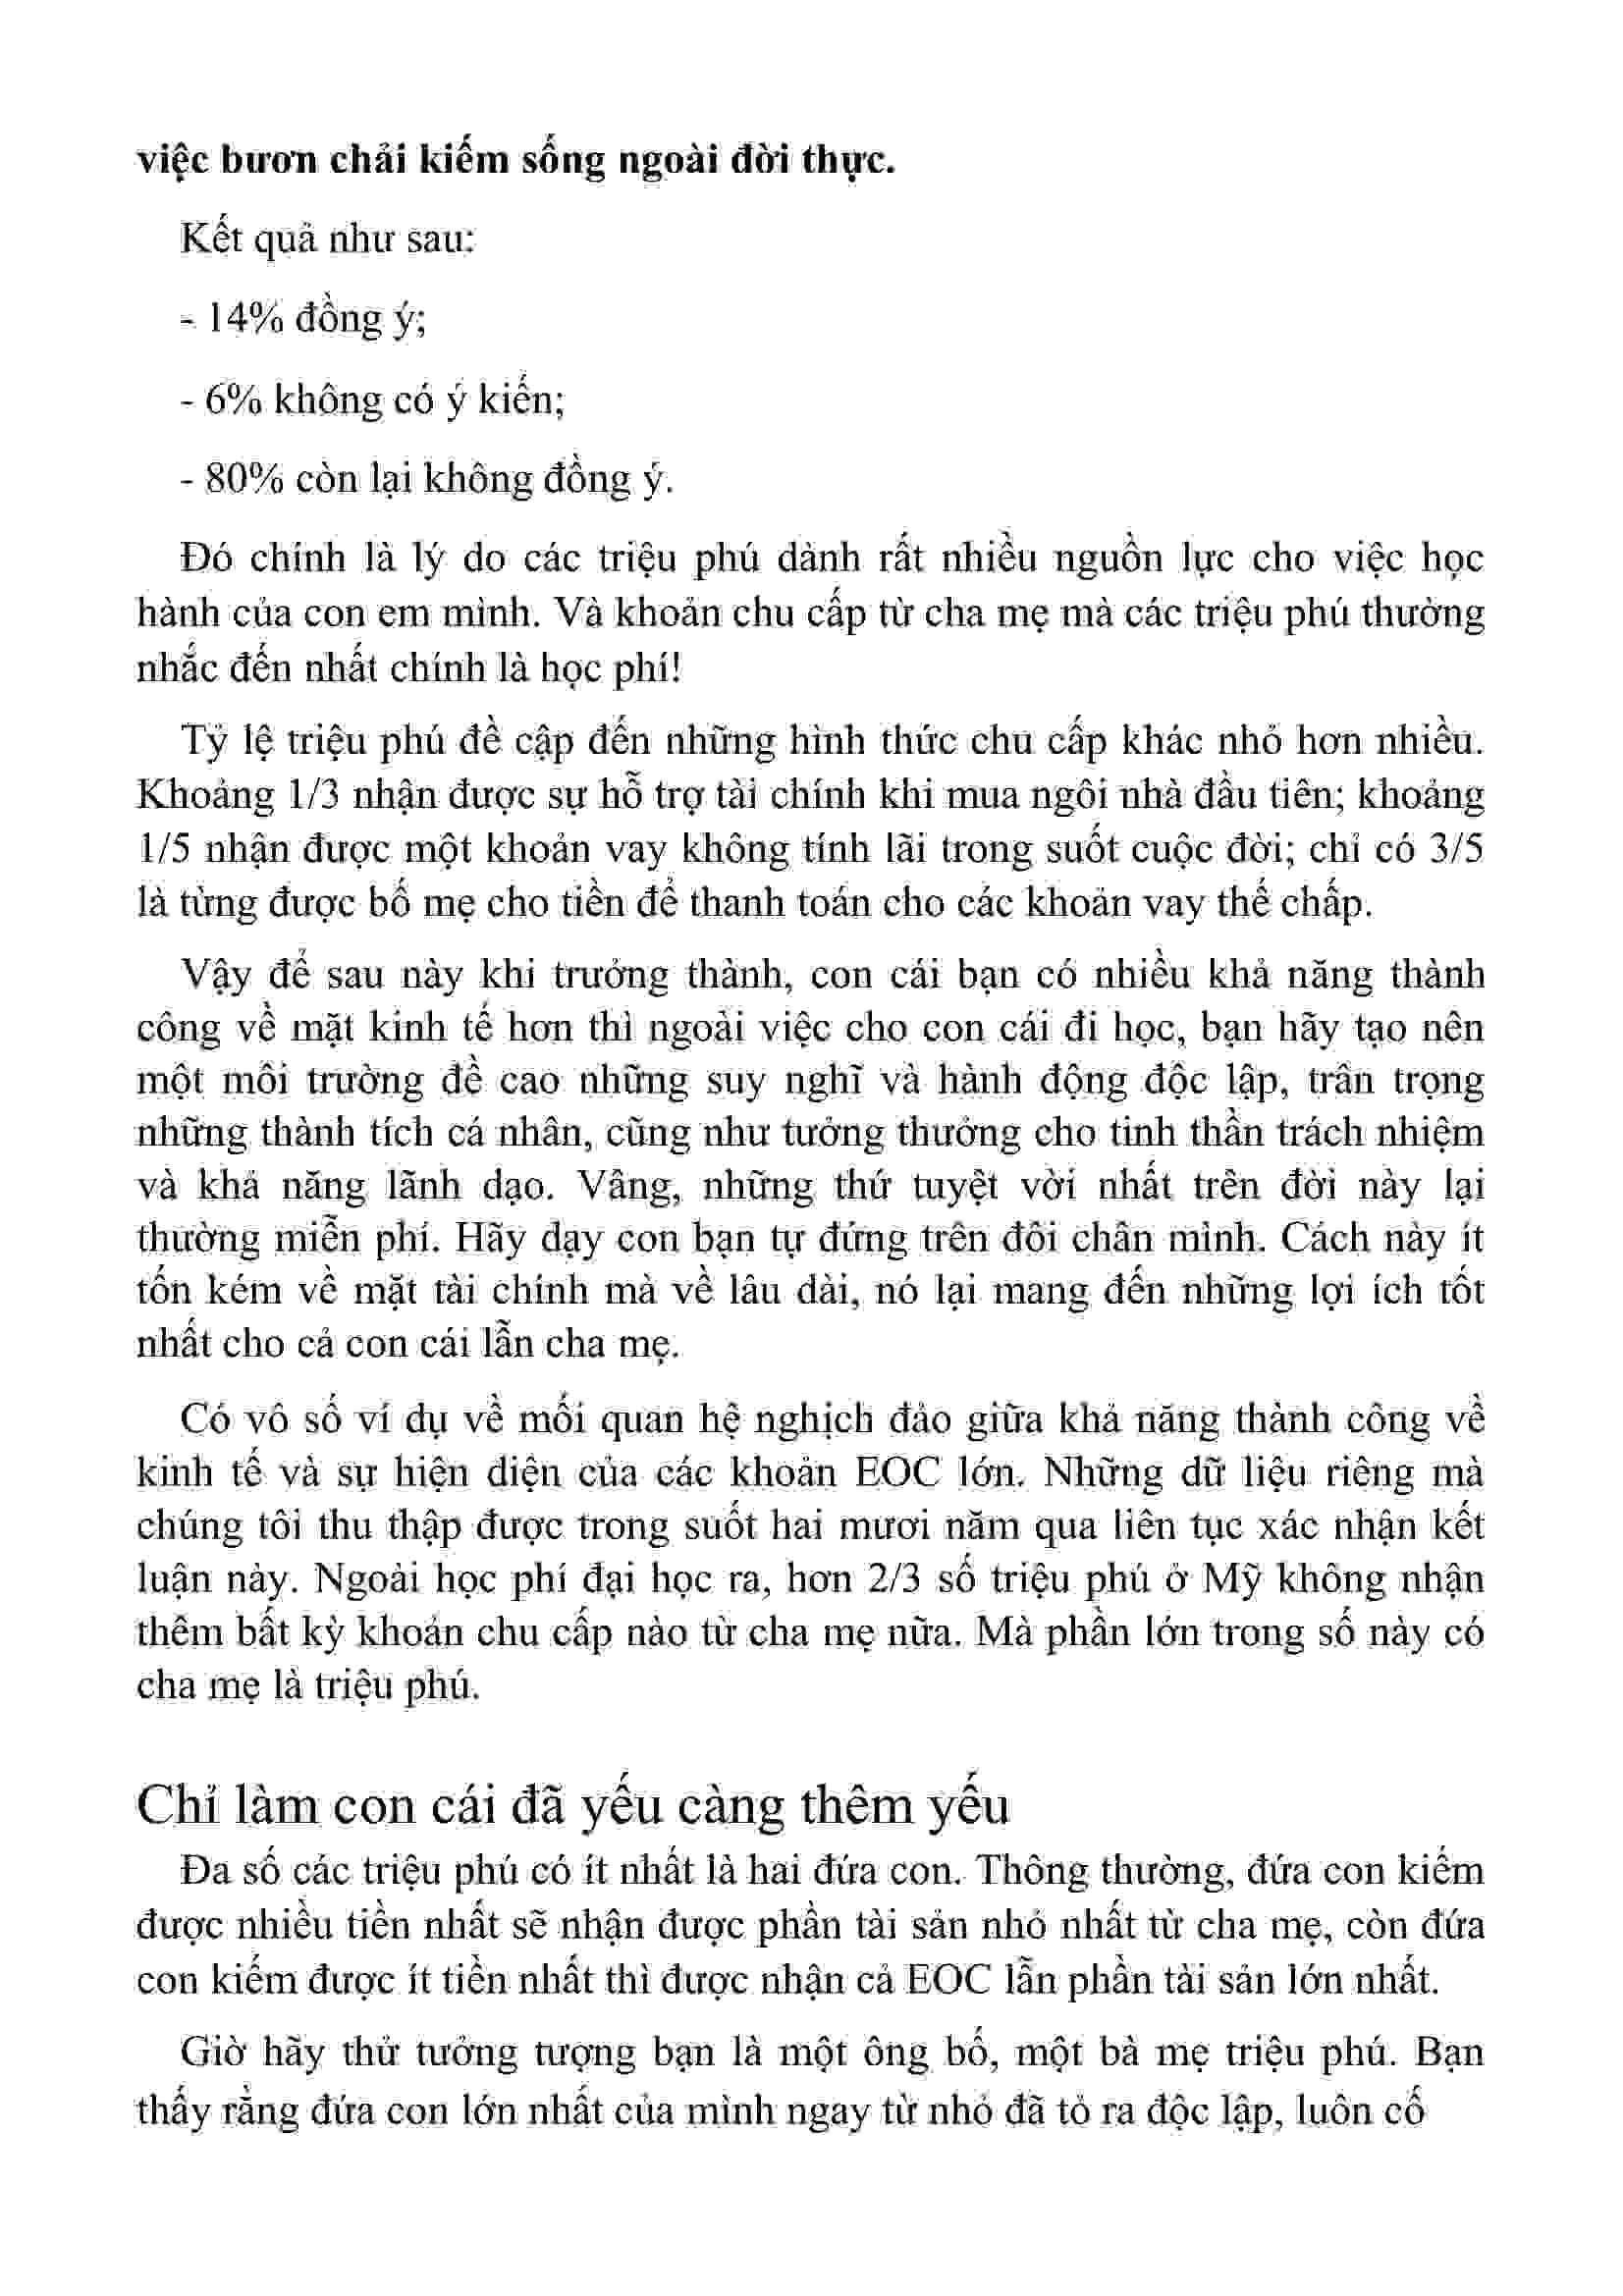 việc bươn chải kiếm sống ngoài đời thực.
Kết quả như sau:
- 14% đồng ý;
- 6% không có ý kiến;
- 80% còn lại không đồng ý.
Đó chính là lý do các triệu phú dành rất nhiều nguồn lực cho việc học
hành của con em mình. Và khoản chu cấp từ cha mẹ mà các triệu phú thường
nhắc đến nhất chính là học phí!
Tỷ lệ triệu phú đề cập đến những hình thức chu cấp khác nhỏ hơn nhiều.
Khoảng 1/3 nhận được sự hỗ trợ tài chính khi mua ngôi nhà đầu tiên; khoảng
1/5 nhận được một khoản vay không tính lãi trong suốt cuộc đời; chỉ có 3/5
là từng được bố mẹ cho tiền để thanh toán cho các khoản vay thế chấp.
Vậy để sau này khi trưởng thành, con cái bạn có nhiều khả năng thành
công về mặt kinh tế hơn thì ngoài việc cho con cái đi học, bạn hãy tạo nên
một môi trường đề cao những suy nghĩ và hành động độc lập, trân trọng
những thành tích cá nhân, cũng như tưởng thưởng cho tinh thần trách nhiệm
và khả năng lãnh dạo. Vâng, những thứ tuyệt vời nhất trên đời này lại
thường miễn phí. Hãy dạy con bạn tự đứng trên đôi chân mình. Cách này ít
tốn kém về mặt tài chính mà về lâu dài, nó lại mang đến những lợi ích tốt
nhất cho cả con cái lẫn cha mẹ.
Có vô số ví dụ về mối quan hệ nghịch đảo giữa khả năng thành công về
kinh tế và sự hiện diện của các khoản EOC lớn. Những dữ liệu riêng mà
chúng tôi thu thập được trong suốt hai mươi năm qua liên tục xác nhận kết
luận này. Ngoài học phí đại học ra, hơn 2/3 số triệu phú ở Mỹ không nhận
thêm bất kỳ khoản chu cấp nào từ cha mẹ nữa. Mà phần lớn trong số này có
cha mẹ là triệu phú.
Chỉ làm con cái đã yếu càng thêm yếu
Đa số các triệu phú có ít nhất là hai đứa con. Thông thường, đứa con kiếm
được nhiều tiền nhất sẽ nhận được phần tài sản nhỏ nhất từ cha mẹ, còn đứa
con kiếm được ít tiền nhất thì được nhận cả EOC lẫn phần tài sản lớn nhất.
Giờ hãy thử tưởng tượng bạn là một ông bố, một bà mẹ triệu phú. Bạn
thấy rằng đứa con lớn nhất của mình ngay từ nhỏ đã tỏ ra độc lập, luôn cố